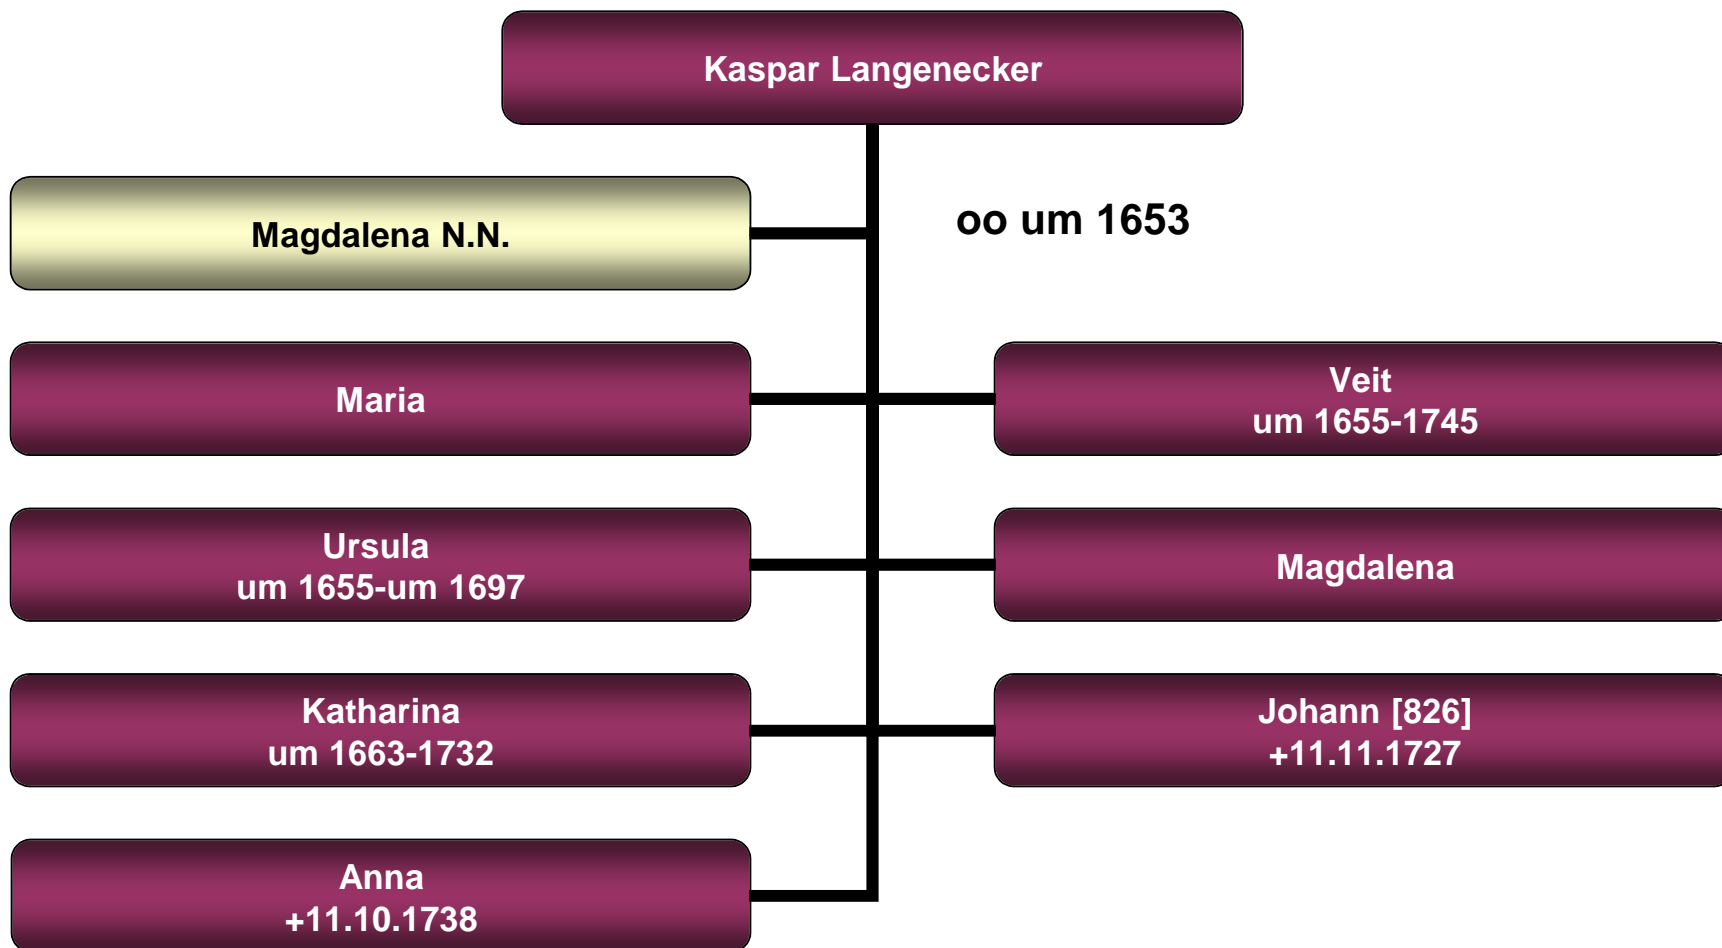 Kaspar Langenecker
Magdalena N.N.
oo um 1653
Maria
Veit
um 1655-1745
Ursula
um 1655-um 1697
Magdalena
Katharina
um 1663-1732
Johann [826]
+11.11.1727
Anna
+11.10.1738